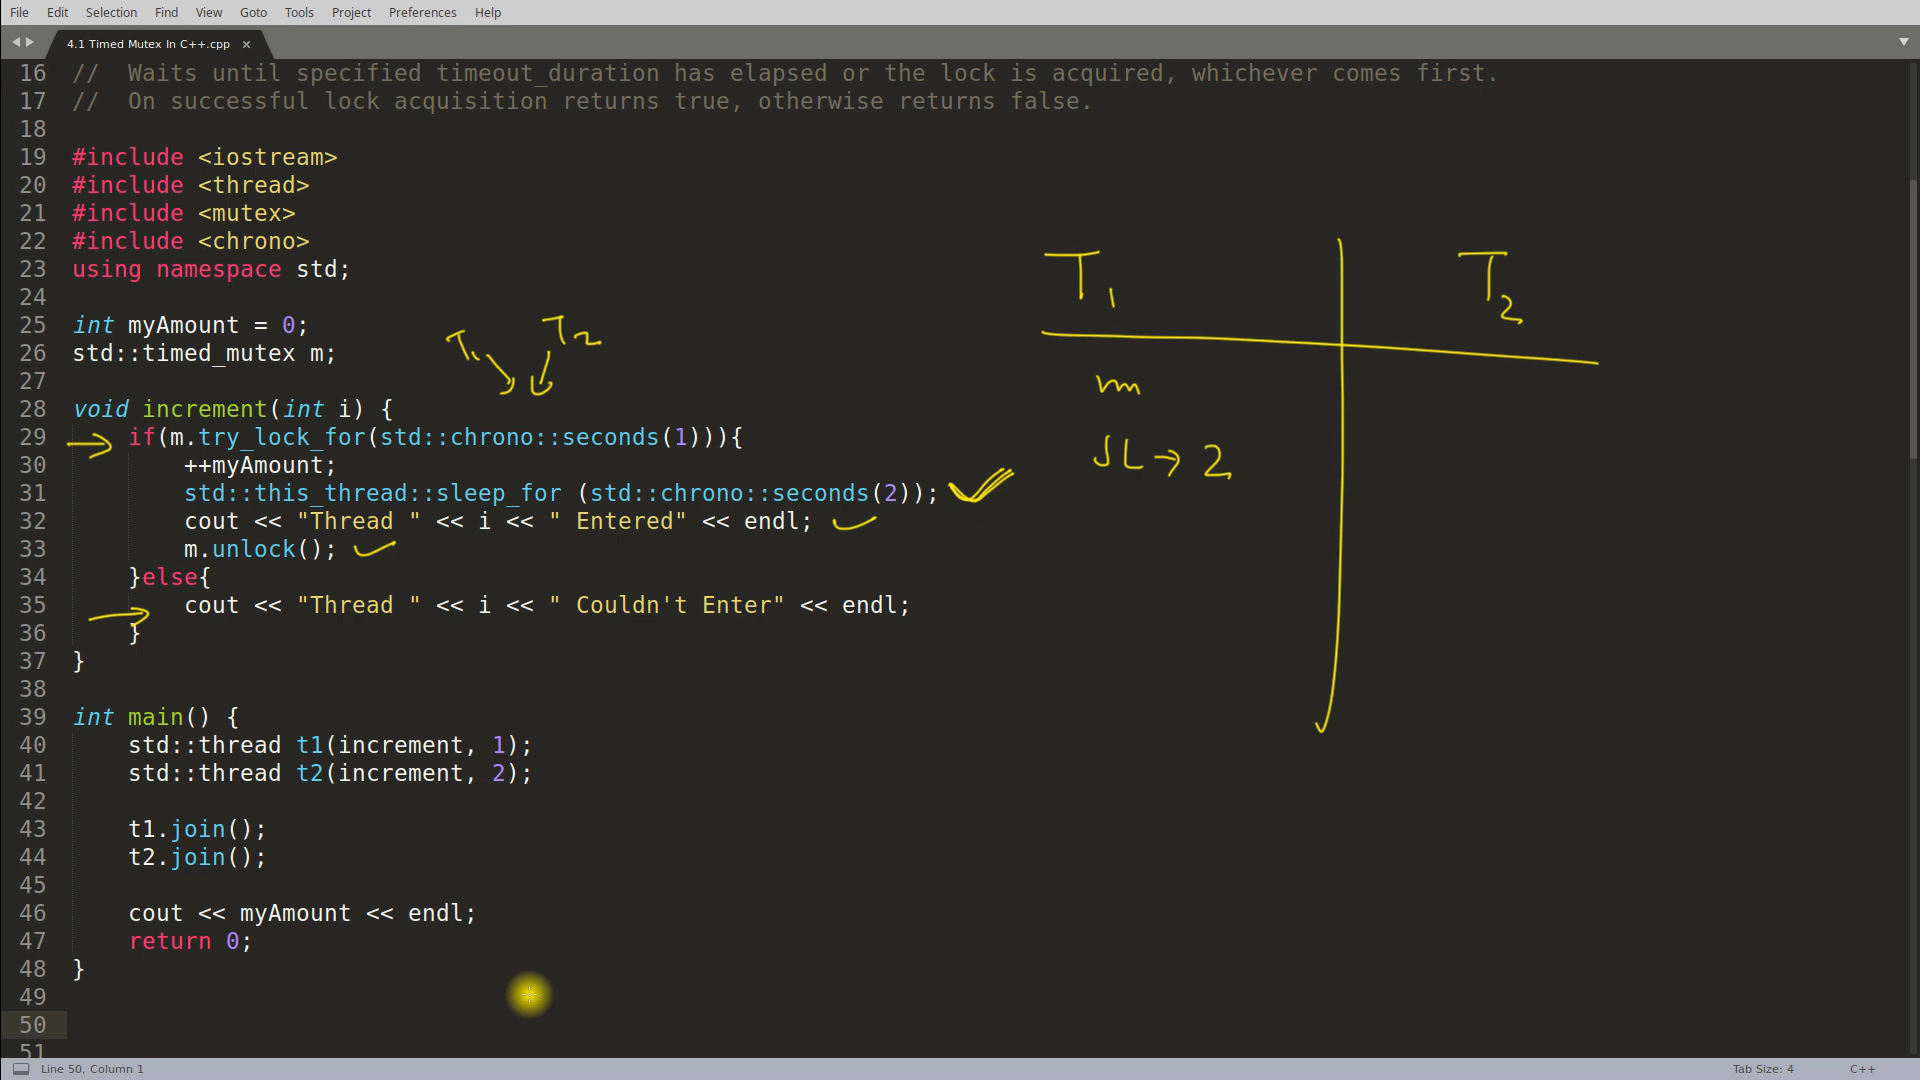 File Edit Selection Find View Goto Tools Project Preferences Help
4.1 Timed Mutex In C++.cpp ×
16 //  Waits until specified timeout_duration has elapsed or the lock is acquired, whichever comes first.
17 //  On successful lock acquisition returns true, otherwise returns false.
18
19 #include <iostream>
20 #include <thread>
21 #include <mutex>
22 #include <chrono>
23 using namespace std;
24
25 int myAmount = 0;
26 std::timed_mutex m;
27
28 void increment(int i) {
29     if(m.try_lock_for(std::chrono::seconds(1))){
30         ++myAmount;
31         std::this_thread::sleep_for (std::chrono::seconds(2));
32         cout << "Thread " << i << " Entered" << endl;
33         m.unlock();
34     }else{
35         cout << "Thread " << i << " Couldn't Enter" << endl;
36     }
37 }
38
39 int main() {
40     std::thread t1(increment, 1);
41     std::thread t2(increment, 2);
42
43     t1.join();
44     t2.join();
45
46     cout << myAmount << endl;
47     return 0;
48 }
49
50
51
T1 T2
T1 T2
m
SL → 2
Line 50, Column 1 Tab Size: 4 C++